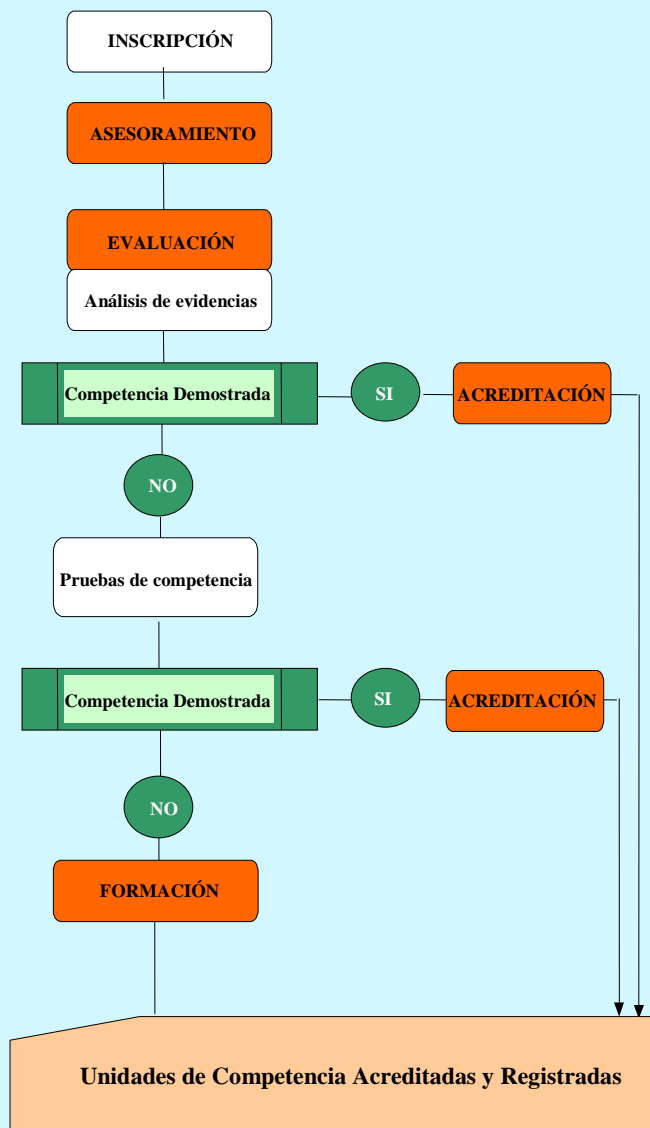 INSCRIPCIÓN
ASESORAMIENTO
EVALUACIÓN
Análisis de evidencias
Competencia Demostrada
SI
ACREDITACIÓN
NO
Pruebas de competencia
Competencia Demostrada
SI
ACREDITACIÓN
NO
FORMACIÓN
Unidades de Competencia Acreditadas y Registradas